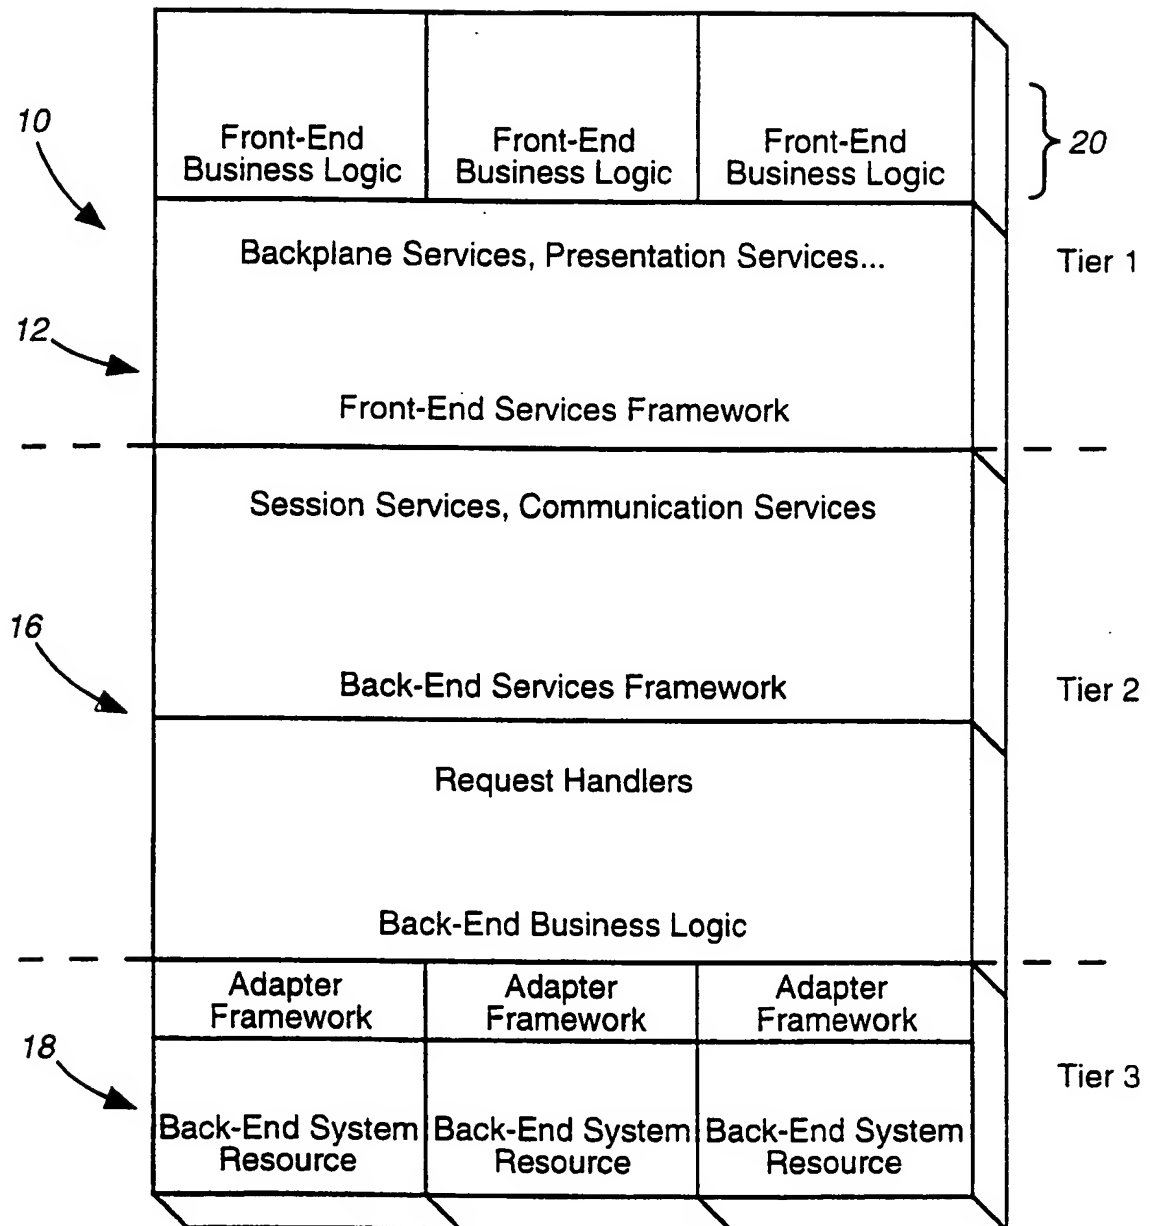 10
Front-End
Business Logic
Front-End
Business Logic
Front-End
Business Logic
20
Backplane Services, Presentation Services...
Tier 1
12
Front-End Services Framework
Session Services, Communication Services
16
Back-End Services Framework
Tier 2
Request Handlers
Back-End Business Logic
Adapter
Framework
Adapter
Framework
Adapter
Framework
18
Tier 3
Back-End System
Resource
Back-End System
Resource
Back-End System
Resource